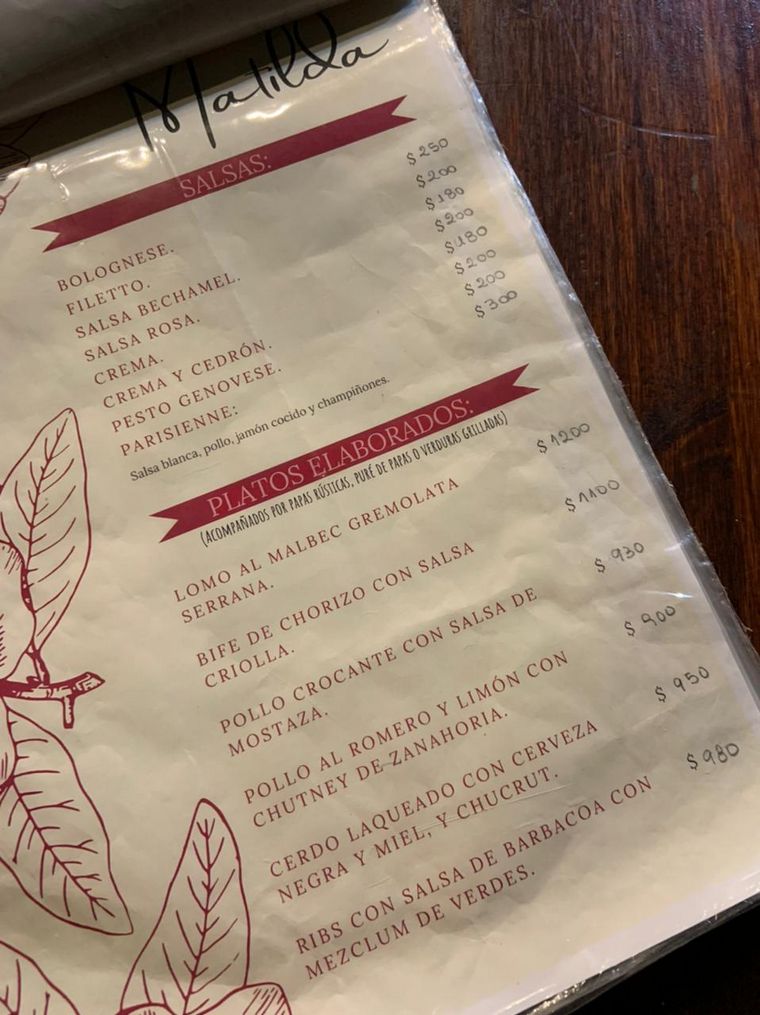 Matilda
SALSAS:
BOLOGNESE. $250
FILETTO. $200
SALSA BECHAMEL. $180
SALSA ROSA. $200
CREMA. $180
CREMA Y CEDRÓN. $200
PESTO GENOVESE. $200
PARISIENNE: $300
Salsa blanca, pollo, jamón cocido y champiñones.
PLATOS ELABORADOS:
(ACOMPAÑADOS POR PAPAS RÚSTICAS, PURÉ DE PAPAS O VERDURAS GRILLADAS)
LOMO AL MALBEC GREMOLATA $1200
SERRANA.
BIFE DE CHORIZO CON SALSA $1100
CRIOLLA.
POLLO CROCANTE CON SALSA DE $930
MOSTAZA.
POLLO AL ROMERO Y LIMÓN CON $900
CHUTNEY DE ZANAHORIA.
CERDO LAQUEADO CON CERVEZA $950
NEGRA Y MIEL, Y CHUCRUT.
RIBS CON SALSA DE BARBACOA CON $980
MEZCLUM DE VERDES.